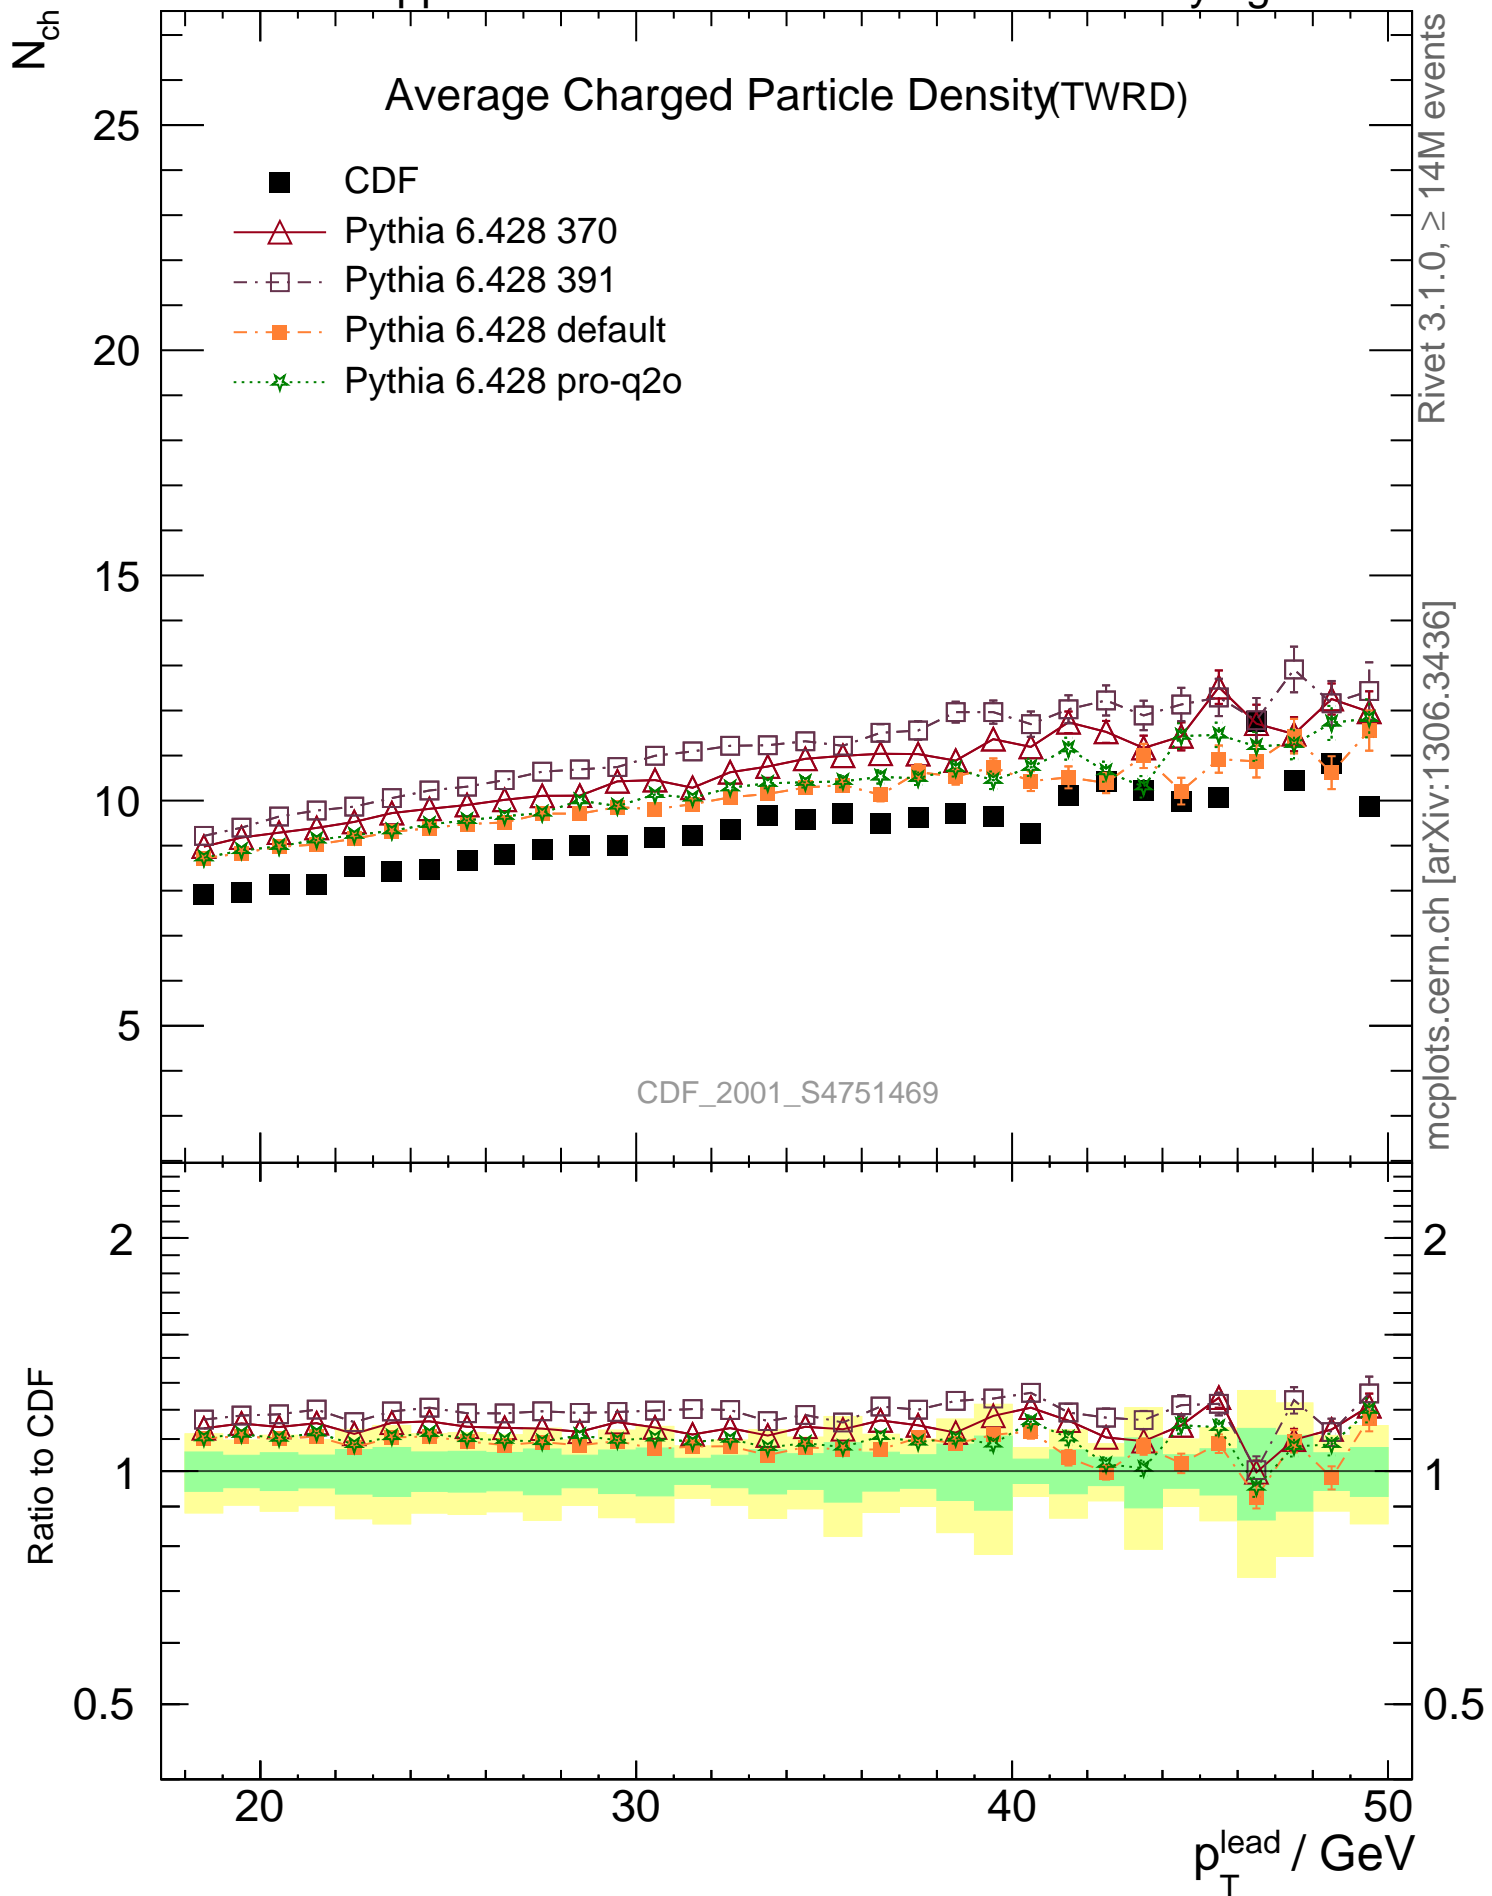 N_ch
Average Charged Particle Density (TWRD)
CDF
Pythia 6.428 370
Pythia 6.428 391
Pythia 6.428 default
Pythia 6.428 pro-q2o
25
20
15
10
5
CDF_2001_S4751469
Rivet 3.1.0, ≥ 14M events
mcplots.cern.ch [arXiv:1306.3436]
Ratio to CDF
2
1
0.5
2
1
0.5
20 30 40 50
p_T^lead / GeV